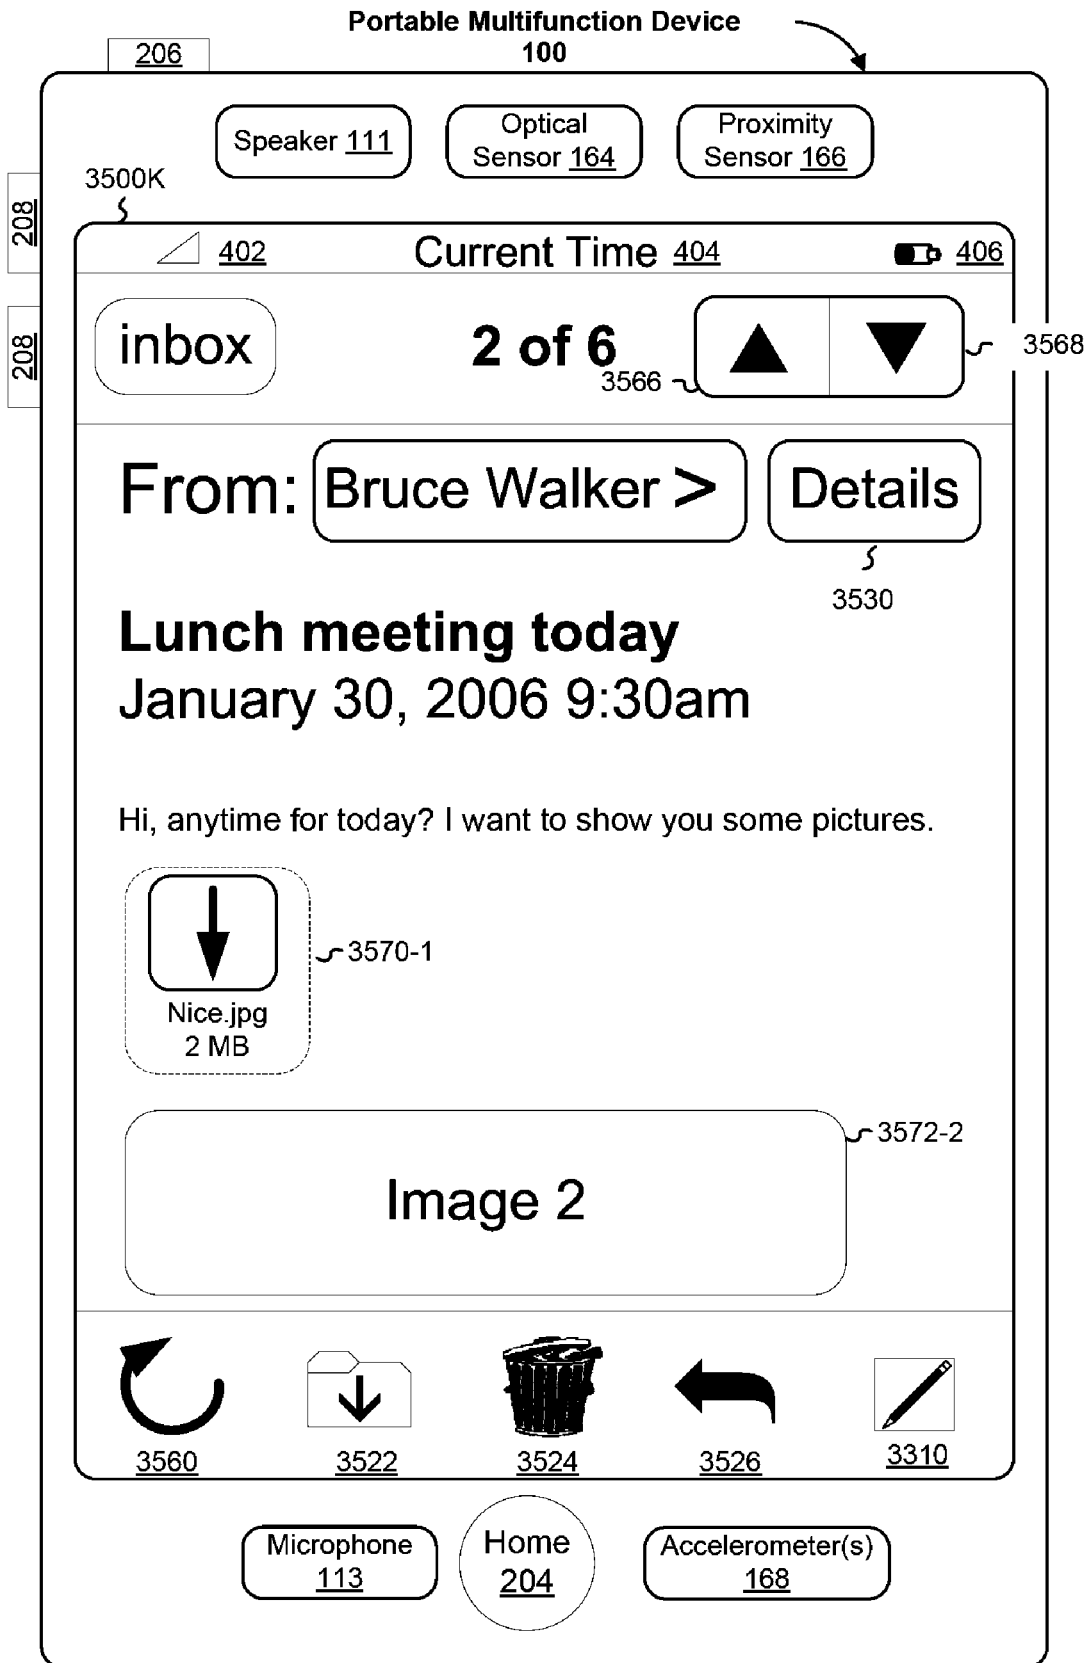 Portable Multifunction Device
100
206
Speaker 111
Optical
Sensor 164
Proximity
Sensor 166
3500K
208
402
Current Time 404
406
208
inbox
2 of 6
3566
3568
From: Bruce Walker > Details
3530
Lunch meeting today
January 30, 2006 9:30am
Hi, anytime for today? I want to show you some pictures.
3570-1
Nice.jpg
2 MB
3572-2
Image 2
3560
3522
3524
3526
3310
Microphone
113
Home
204
Accelerometer(s)
168